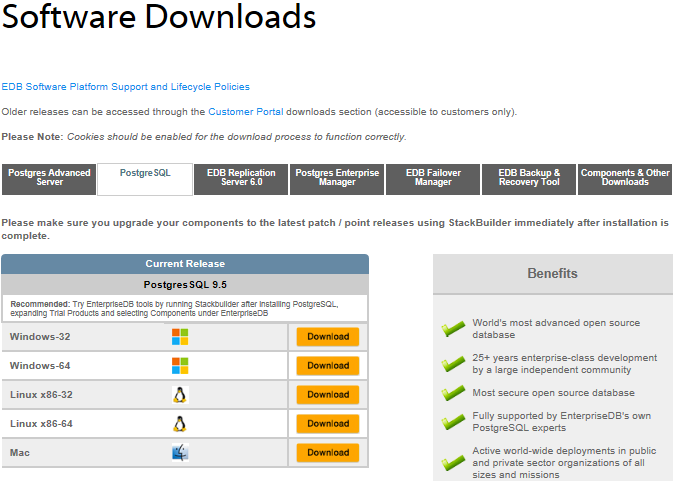 Software Downloads
EDB Software Platform Support and Lifecycle Policies
Older releases can be accessed through the Customer Portal downloads section (accessible to customers only).
Please Note: Cookies should be enabled for the download process to function correctly.
Postgres Advanced
Server
PostgreSQL
EDB Replication
Server 6.0
Postgres Enterprise
Manager
EDB Failover
Manager
EDB Backup &
Recovery Tool
Components & Other
Downloads
Please make sure you upgrade your components to the latest patch / point releases using StackBuilder immediately after installation is
complete.
Current Release
PostgresSQL 9.5
Recommended: Try EnterpriseDB tools by running Stackbuilder after installing PostgreSQL,
expanding Trial Products and selecting Components under EnterpriseDB
Windows-32 Download
Windows-64 Download
Linux x86-32 Download
Linux x86-64 Download
Mac Download
Benefits
World's most advanced open source
database
25+ years enterprise-class development
by a large independent community
Most secure open source database
Fully supported by EnterpriseDB's own
PostgreSQL experts
Active world-wide deployments in public
and private sector organizations of all
sizes and missions